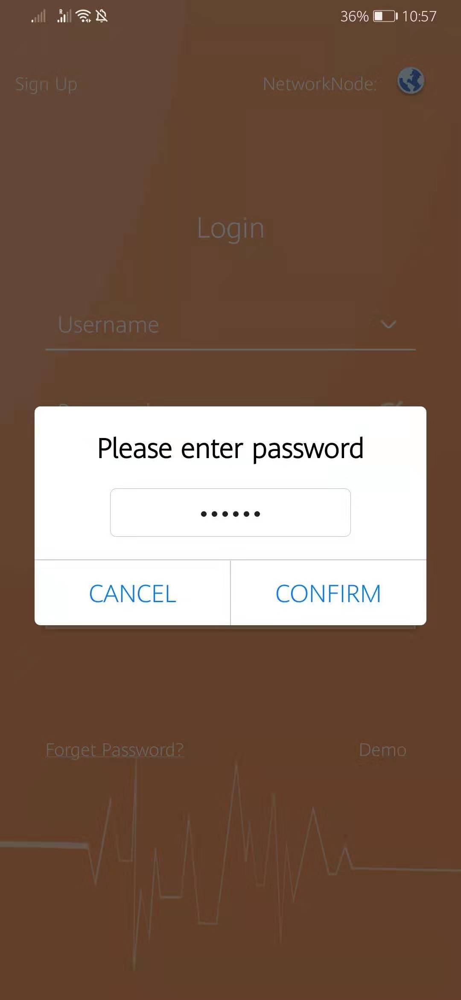 R
36% 10:57
Sign Up
NetworkNode:
Login
Username
Please enter password
••••••
CANCEL
CONFIRM
Forget Password?
Demo